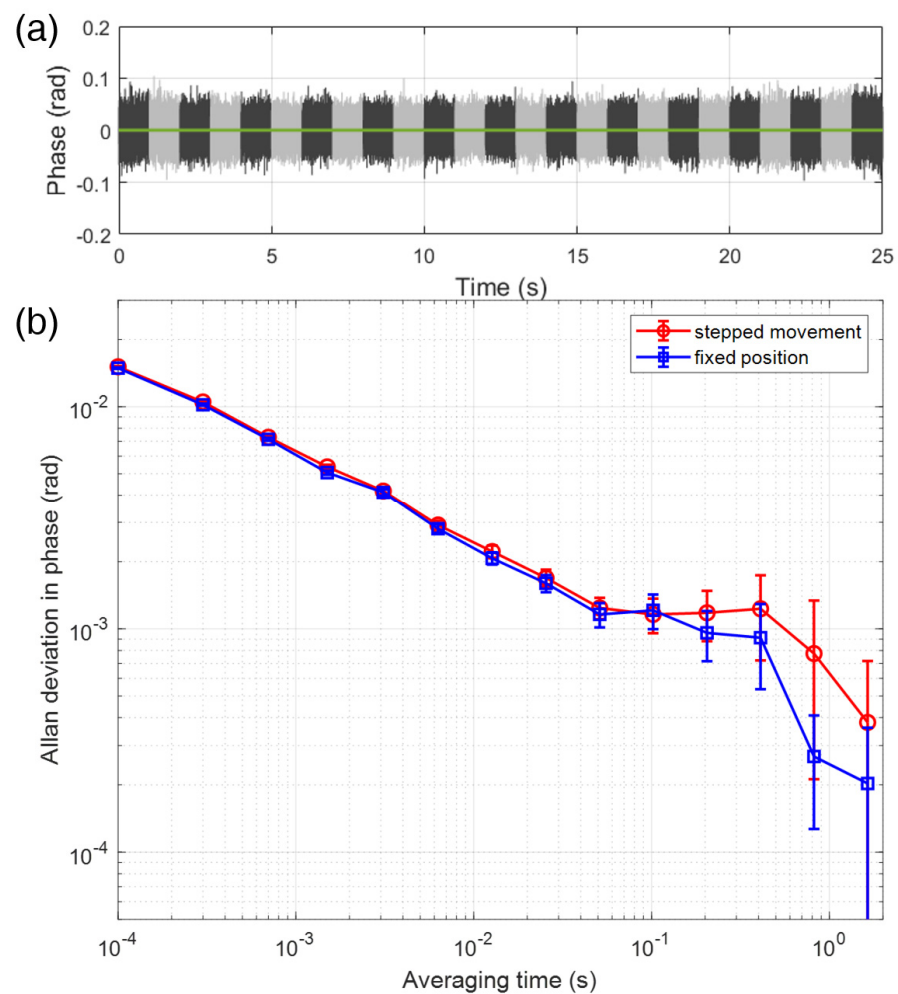 (a)
Phase (rad)
0.2
0.1
0
-0.1
-0.2
0 5 10 15 20 25
Time (s)
(b)
Allan deviation in phase (rad)
stepped movement
fixed position
10-2
10-3
10-4
10-4 10-3 10-2 10-1 100
Averaging time (s)